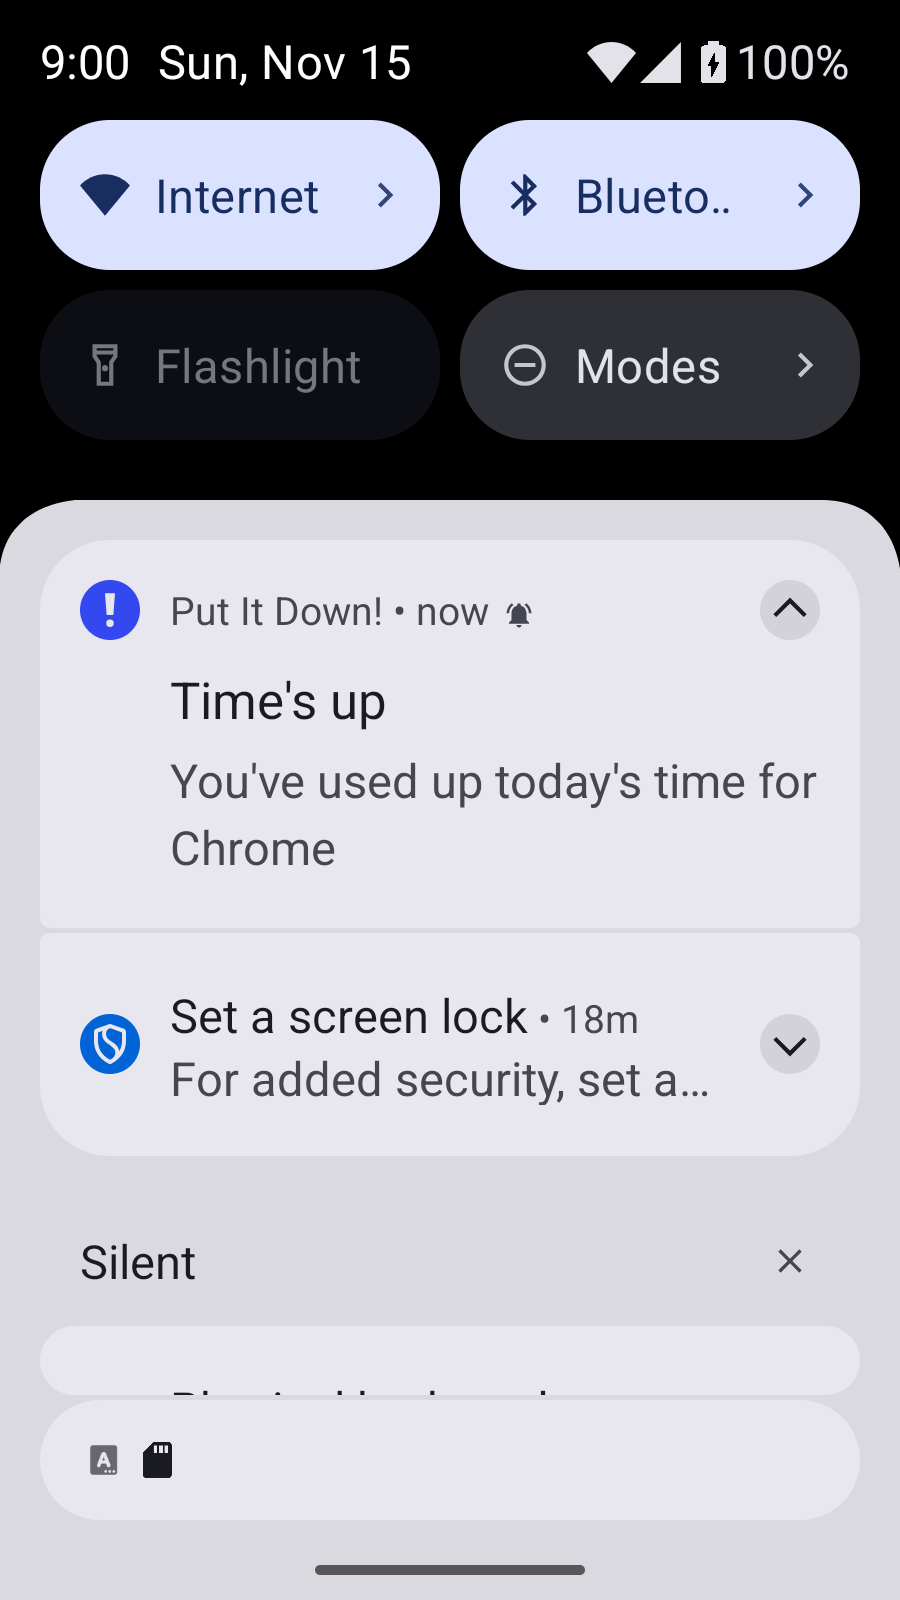 9:00 Sun, Nov 15 100%
Internet
Blueto..
Flashlight
Modes
Put It Down! • now
Time's up
You've used up today's time for
Chrome
Set a screen lock • 18m
For added security, set a…
Silent